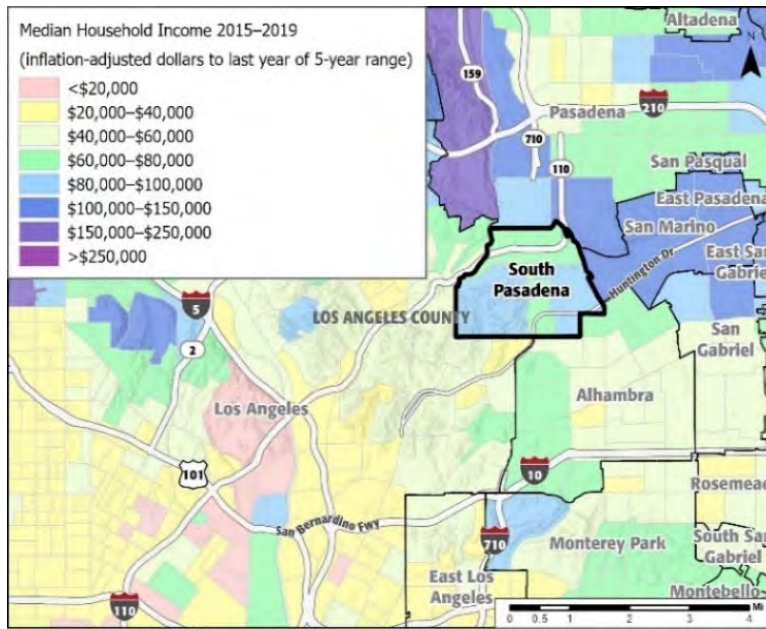 Median Household Income 2015–2019
(inflation-adjusted dollars to last year of 5-year range)
<$20,000
$20,000–$40,000
$40,000–$60,000
$60,000–$80,000
$80,000–$100,000
$100,000–$150,000
$150,000–$250,000
>$250,000
Altadena
N
159
210
Pasadena
710
110
San Pasqual
East Pasadena
San Marino
East San
Gabriel
Huntington Dr
South
Pasadena
5
LOS ANGELES COUNTY
2
San
Gabriel
Los Angeles
Alhambra
101
10
Rosemead
San Bernardino Fwy
710
Monterey Park
South San
Gabriel
East Los
Angeles
Montebello
110
0 0.5 1 2 3 4
Mi